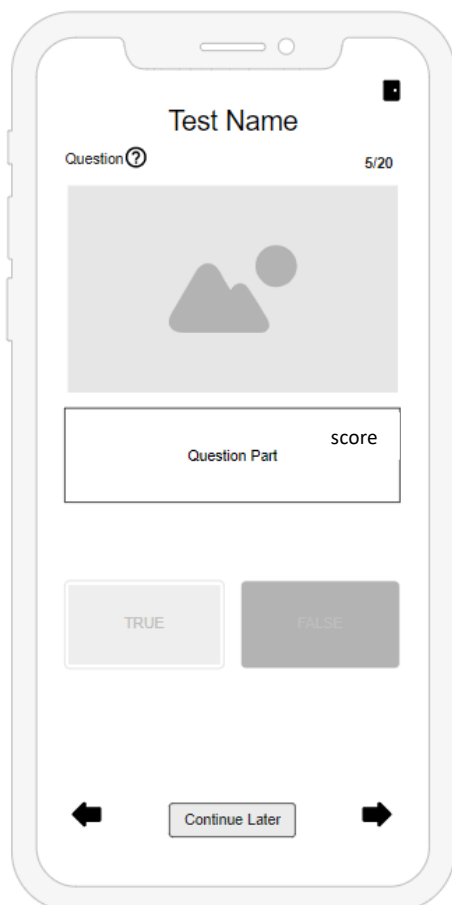 Test Name
Question ?
5/20
score
Question Part
TRUE FALSE
Continue Later